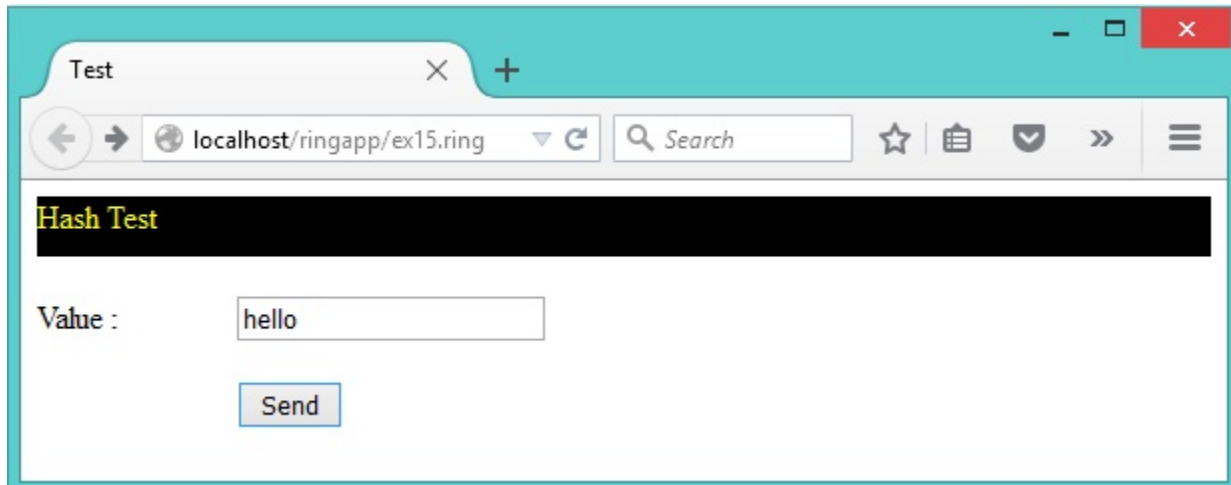 Test
localhost/ringapp/ex15.ring
Search
Hash Test
Value :
hello
Send